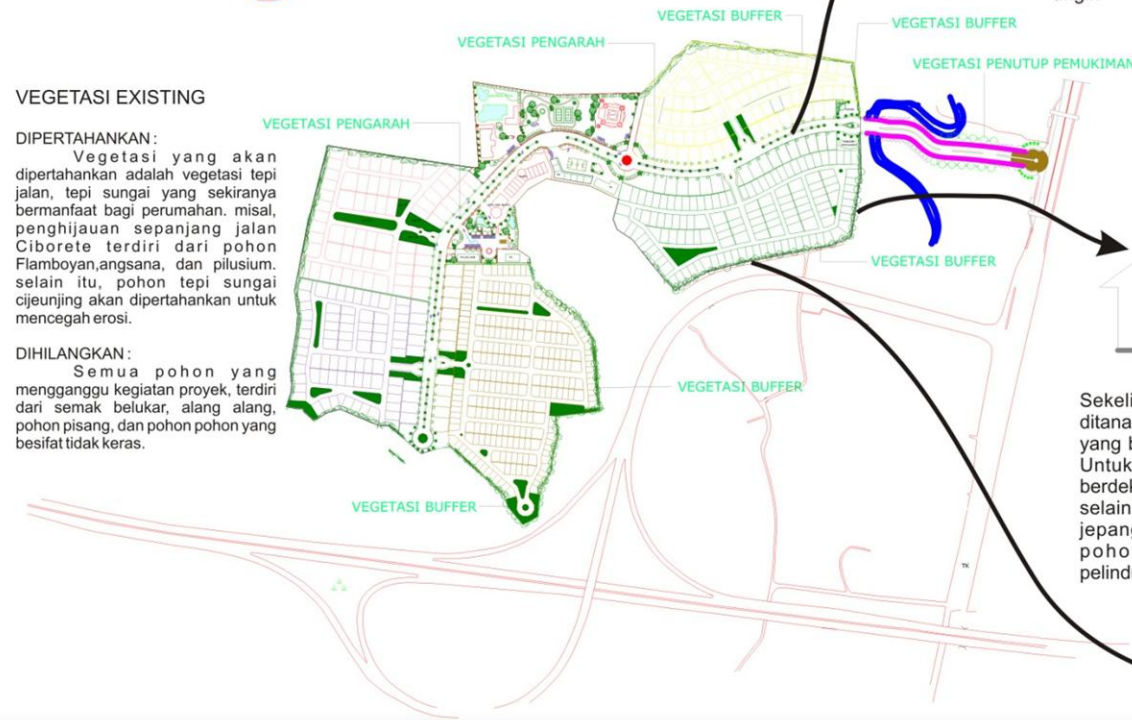 VEGETASI BUFFER
VEGETASI BUFFER
VEGETASI PENGARAH
VEGETASI PENUTUP PEMUKIMAN
VEGETASI EXISTING
VEGETASI PENGARAH
DIPERTAHANKAN :
Vegetasi yang akan
dipertahankan adalah vegetasi tepi
jalan, tepi sungai yang sekiranya
bermanfaat bagi perumahan. misal,
penghijauan sepanjang jalan
Ciborete terdiri dari pohon
Flamboyan,angsana, dan pilusium.
selain itu, pohon tepi sungai
cijeunjing akan dipertahankan untuk
mencegah erosi.
DIHILANGKAN :
Semua pohon yang
mengganggu kegiatan proyek, terdiri
dari semak belukar, alang alang,
pohon pisang, dan pohon pohon yang
besifat tidak keras.
VEGETASI BUFFER
VEGETASI BUFFER
VEGETASI BUFFER
Sekeli
ditana
yang b
Untuk
berdek
selain
jepang
poho
pelind
TK